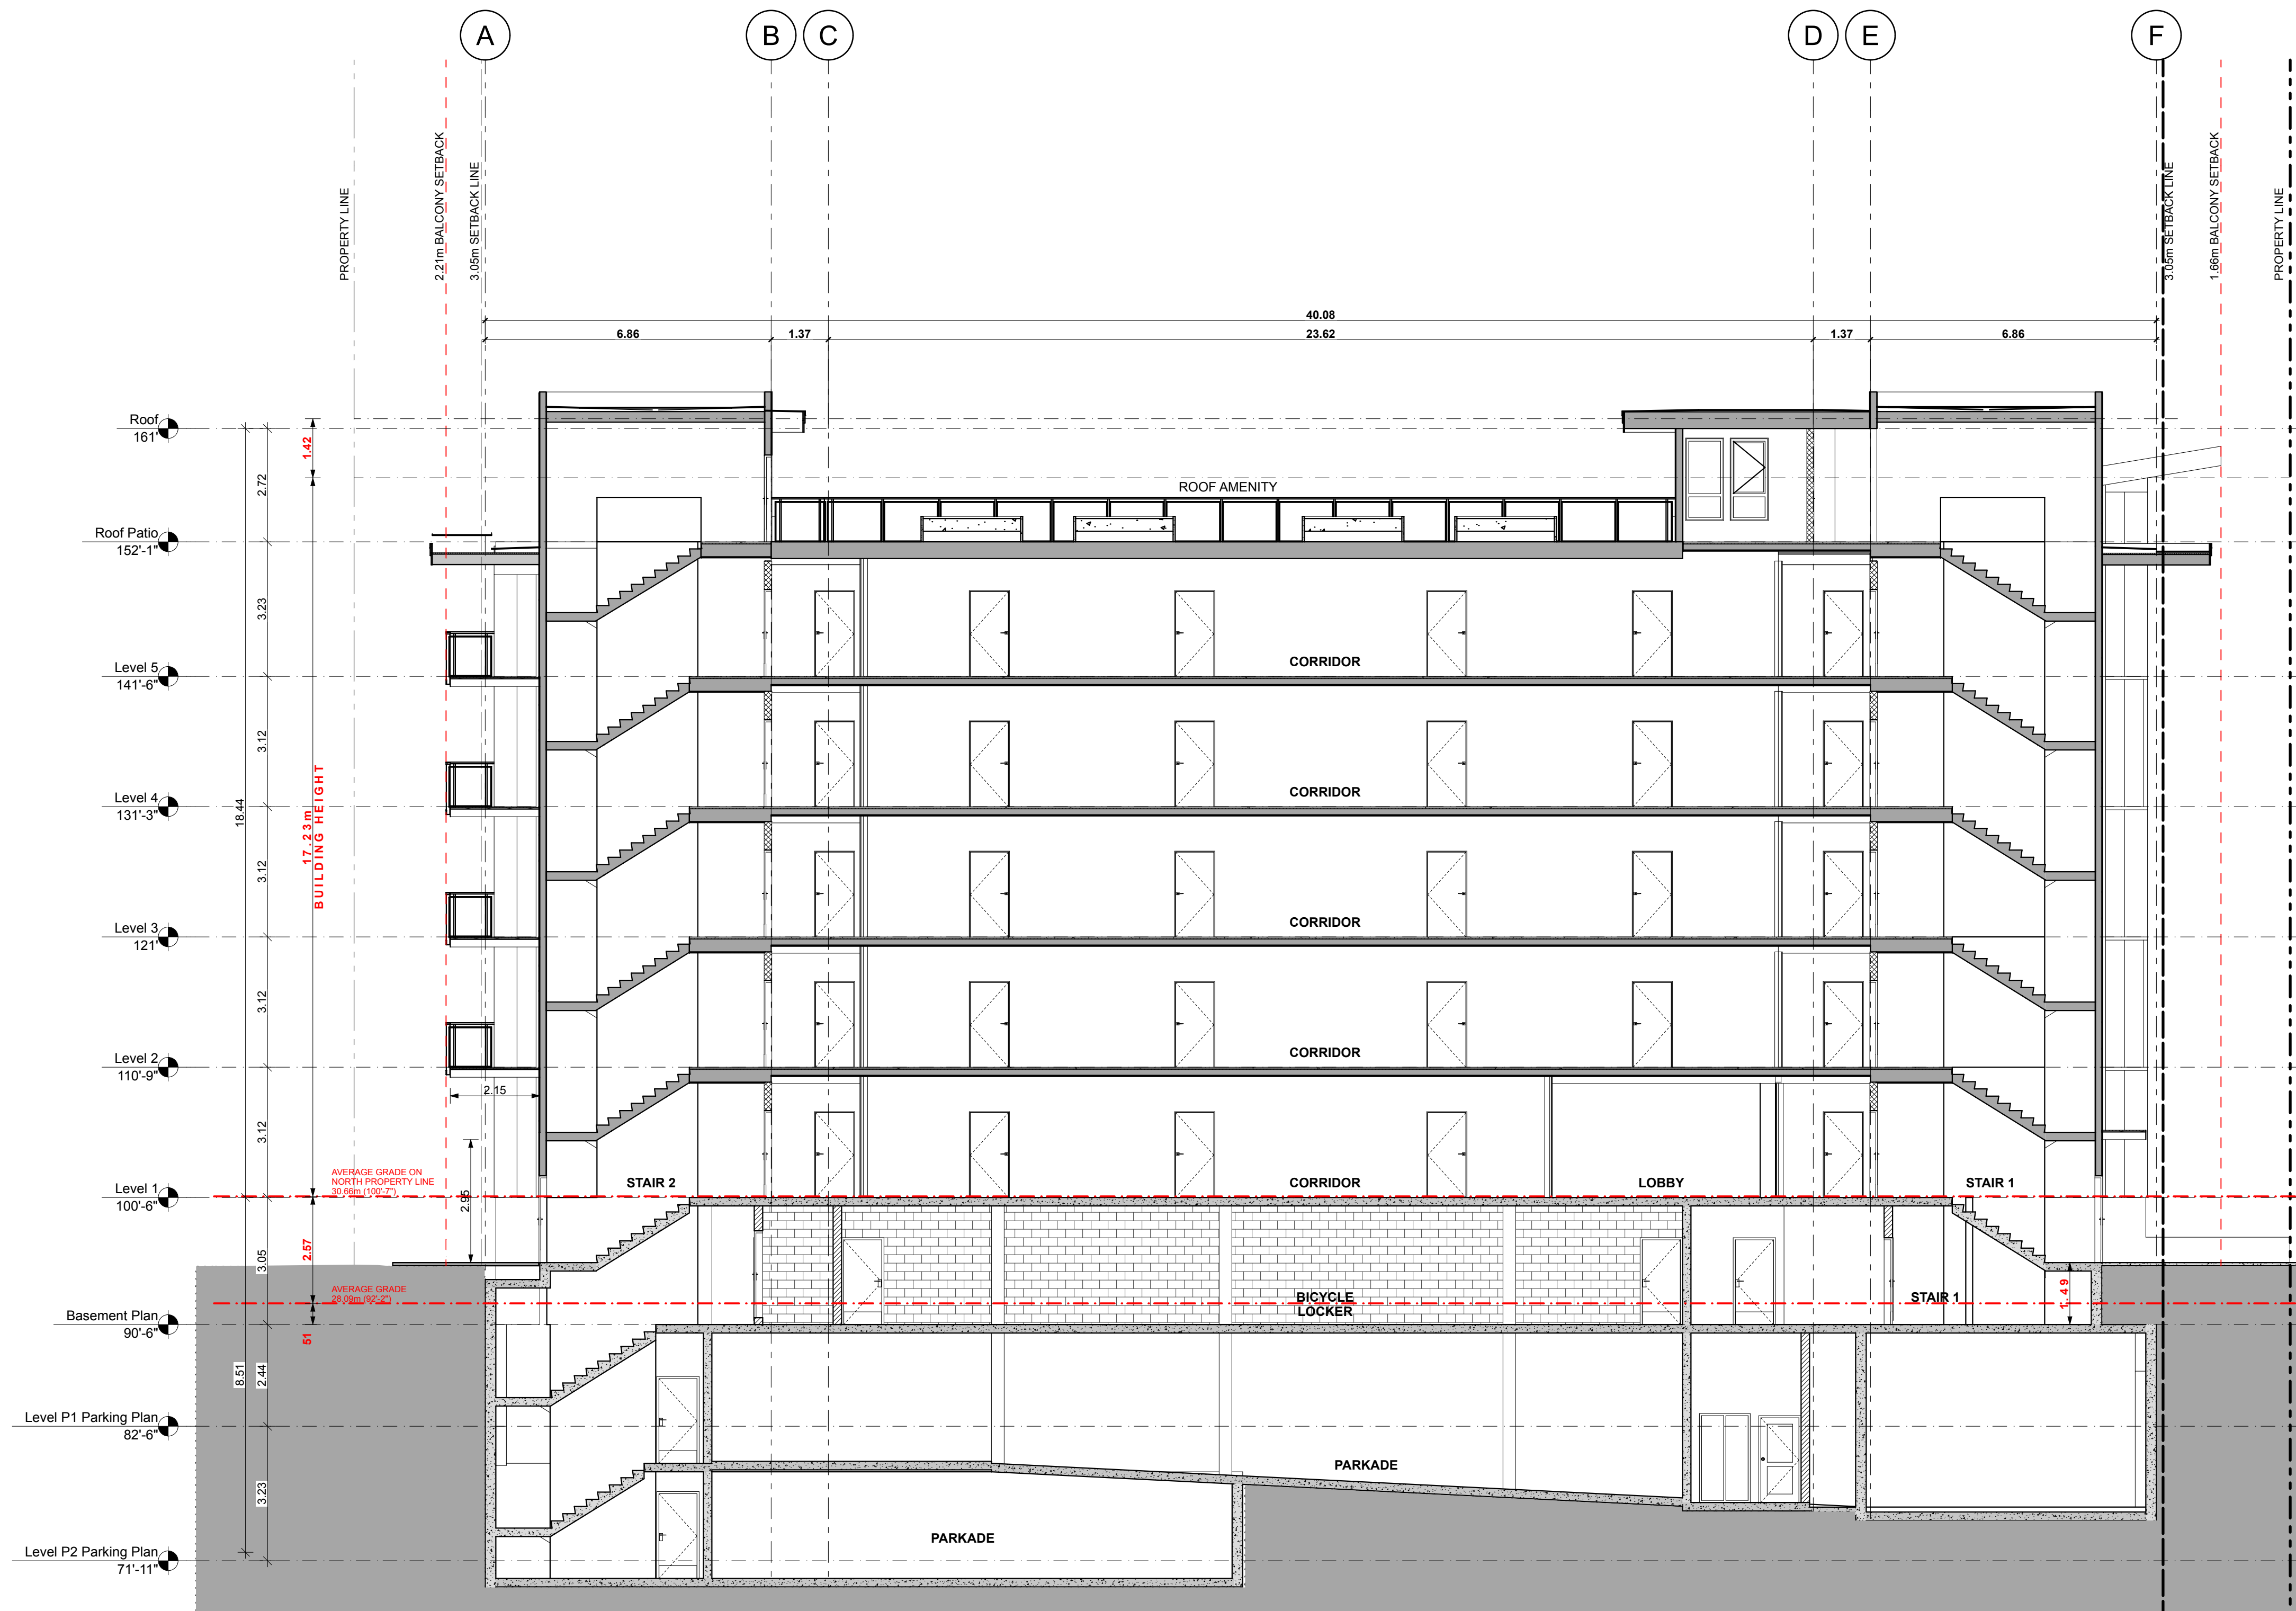 A
B
C
D
E
F
PROPERTY LINE
2.21m BALCONY SETBACK
3.05m SETBACK LINE
3.05m SETBACK LINE
1.66m BALCONY SETBACK
PROPERTY LINE
40.08
6.86
1.37
23.62
1.37
6.86
Roof
161'
1.42
2.72
ROOF AMENITY
Roof Patio
152'-1"
3.23
Level 5
141'-6"
CORRIDOR
3.12
Level 4
131'-3"
CORRIDOR
18.44
17.23m
BUILDING HEIGHT
3.12
Level 3
121'
CORRIDOR
3.12
Level 2
110'-9"
CORRIDOR
2.15
3.12
AVERAGE GRADE ON
NORTH PROPERTY LINE
30.66m (100'-7")
Level 1
100'-6"
2.95
STAIR 2
CORRIDOR
LOBBY
STAIR 1
2.57
3.05
AVERAGE GRADE
28.09m (92'-2")
BICYCLE
LOCKER
STAIR 1
1.49
Basement Plan
90'-6"
51
8.51
2.44
Level P1 Parking Plan
82'-6"
PARKADE
3.23
PARKADE
Level P2 Parking Plan
71'-11"